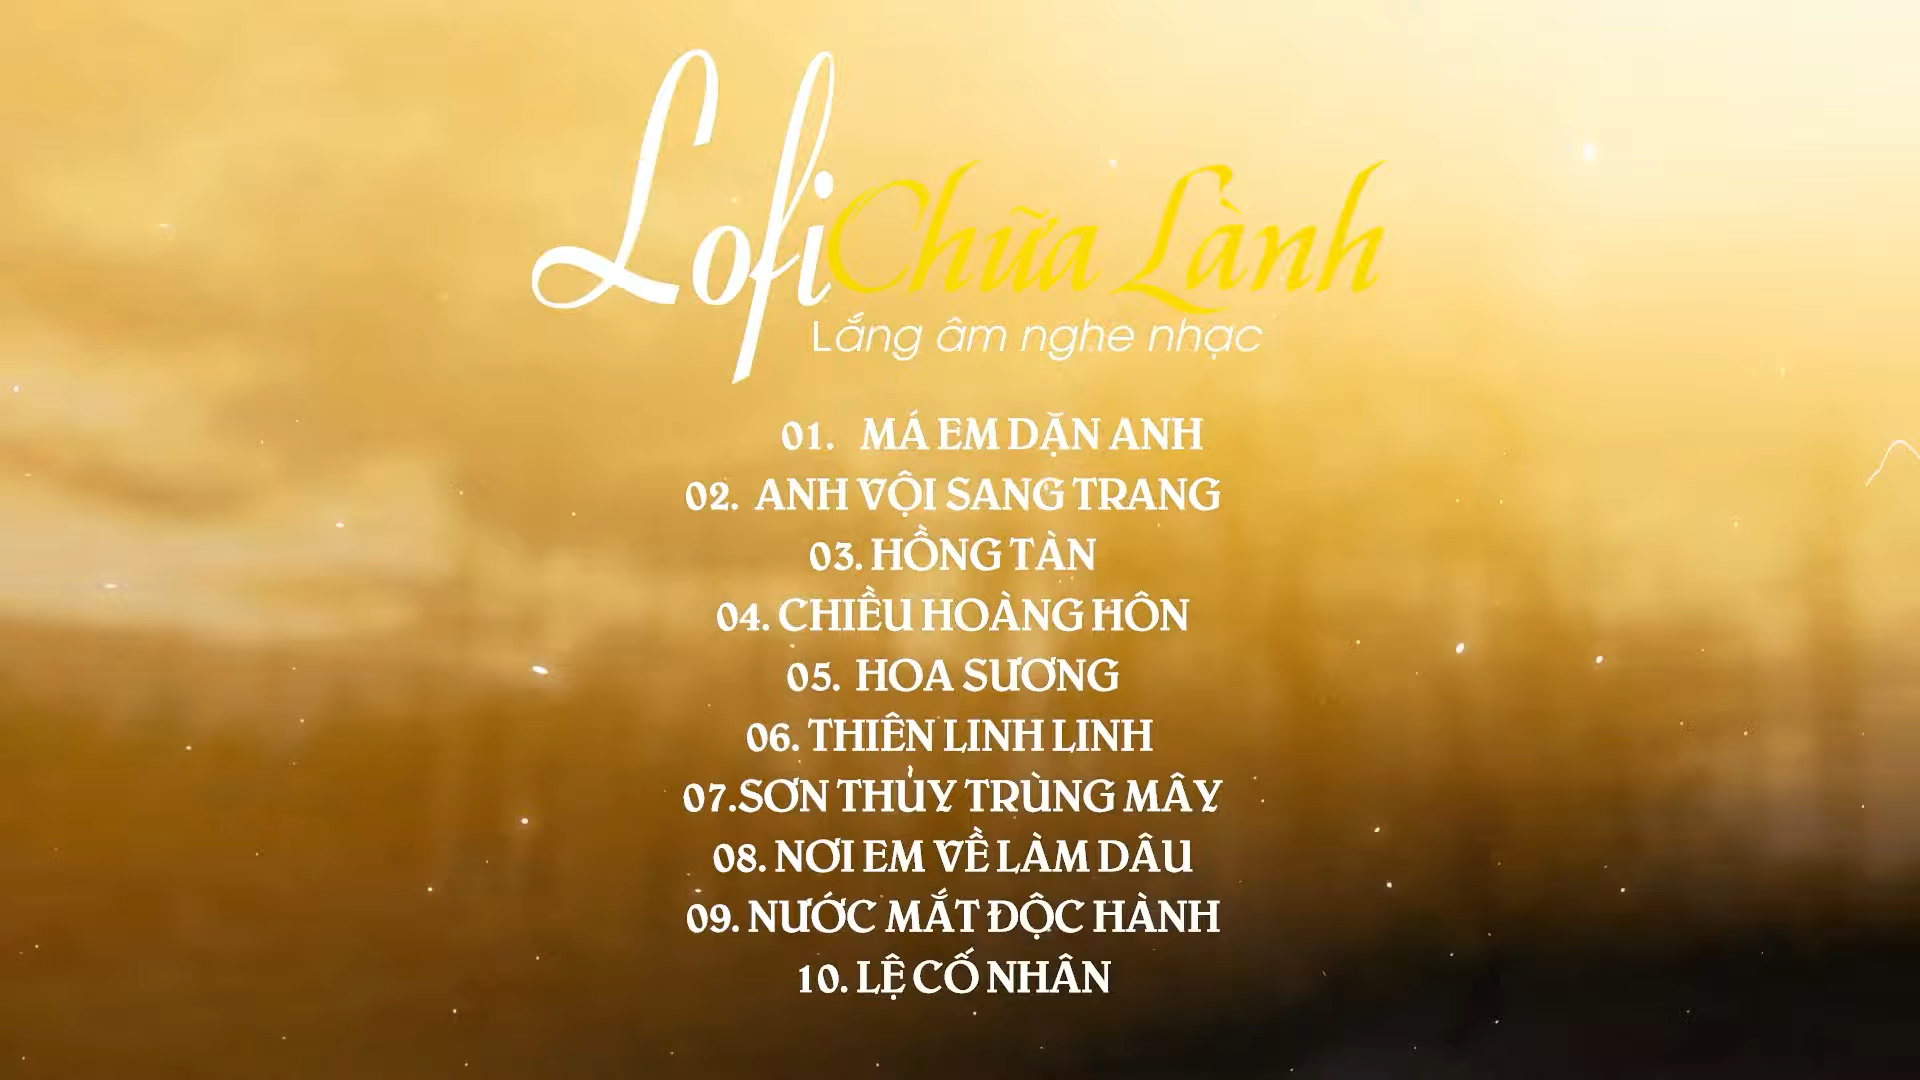 Lofi Chữa Lành
Lắng âm nghe nhạc
01. MÁ EM DẶN ANH
02. ANH VỘI SANG TRANG
03. HỒNG TÀN
04. CHIỀU HOÀNG HÔN
05. HOA SƯƠNG
06. THIÊN LINH LINH
07.SƠN THỦY TRÙNG MÂY
08. NƠI EM VỀ LÀM DÂU
09. NƯỚC MẮT ĐỘC HÀNH
10. LỆ CỐ NHÂN